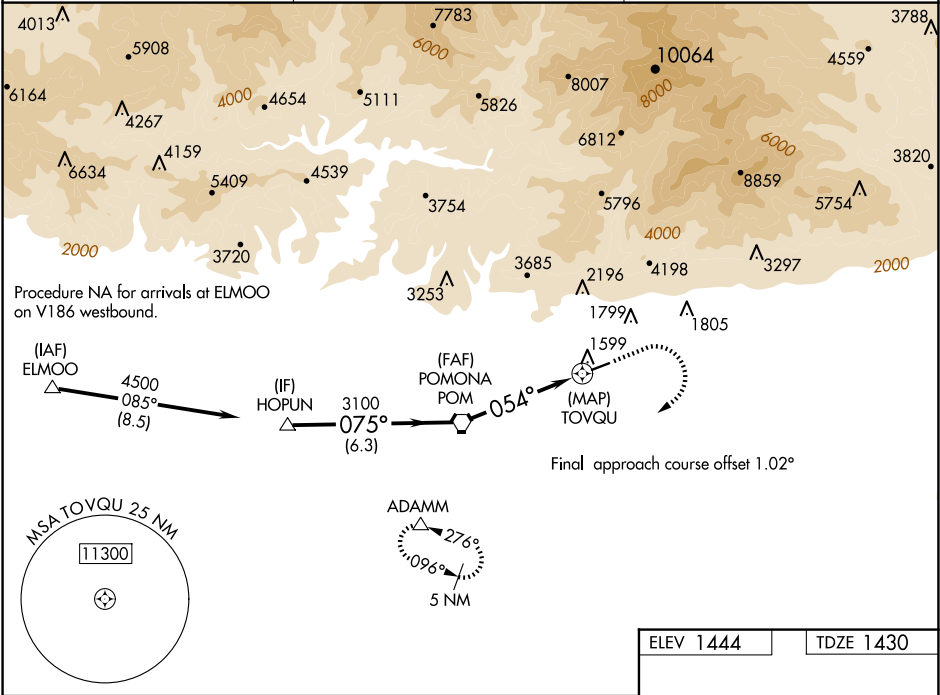 4013
7783
3788
5908
6000
10064
4559
6164
4000
4654
5111
5826
8007
8000
4267
6812
6000
6634
4159
5409
4539
3754
5796
8859
3820
5754
2000
3720
3685
4000
2196
4198
3297
2000
3253
1799
1805
Procedure NA for arrivals at ELMOO
on V186 westbound.
1599
(IAF)
ELMOO
4500
085°
(8.5)
(IF)
HOPUN
3100
075°
(6.3)
(FAF)
POMONA
POM
054°
(MAP)
TOVQU
Final approach course offset 1.02°
MSA TOVQU 25 NM
11300
ADAMM
276°
096°
5 NM
ELEV 1444
TDZE 1430